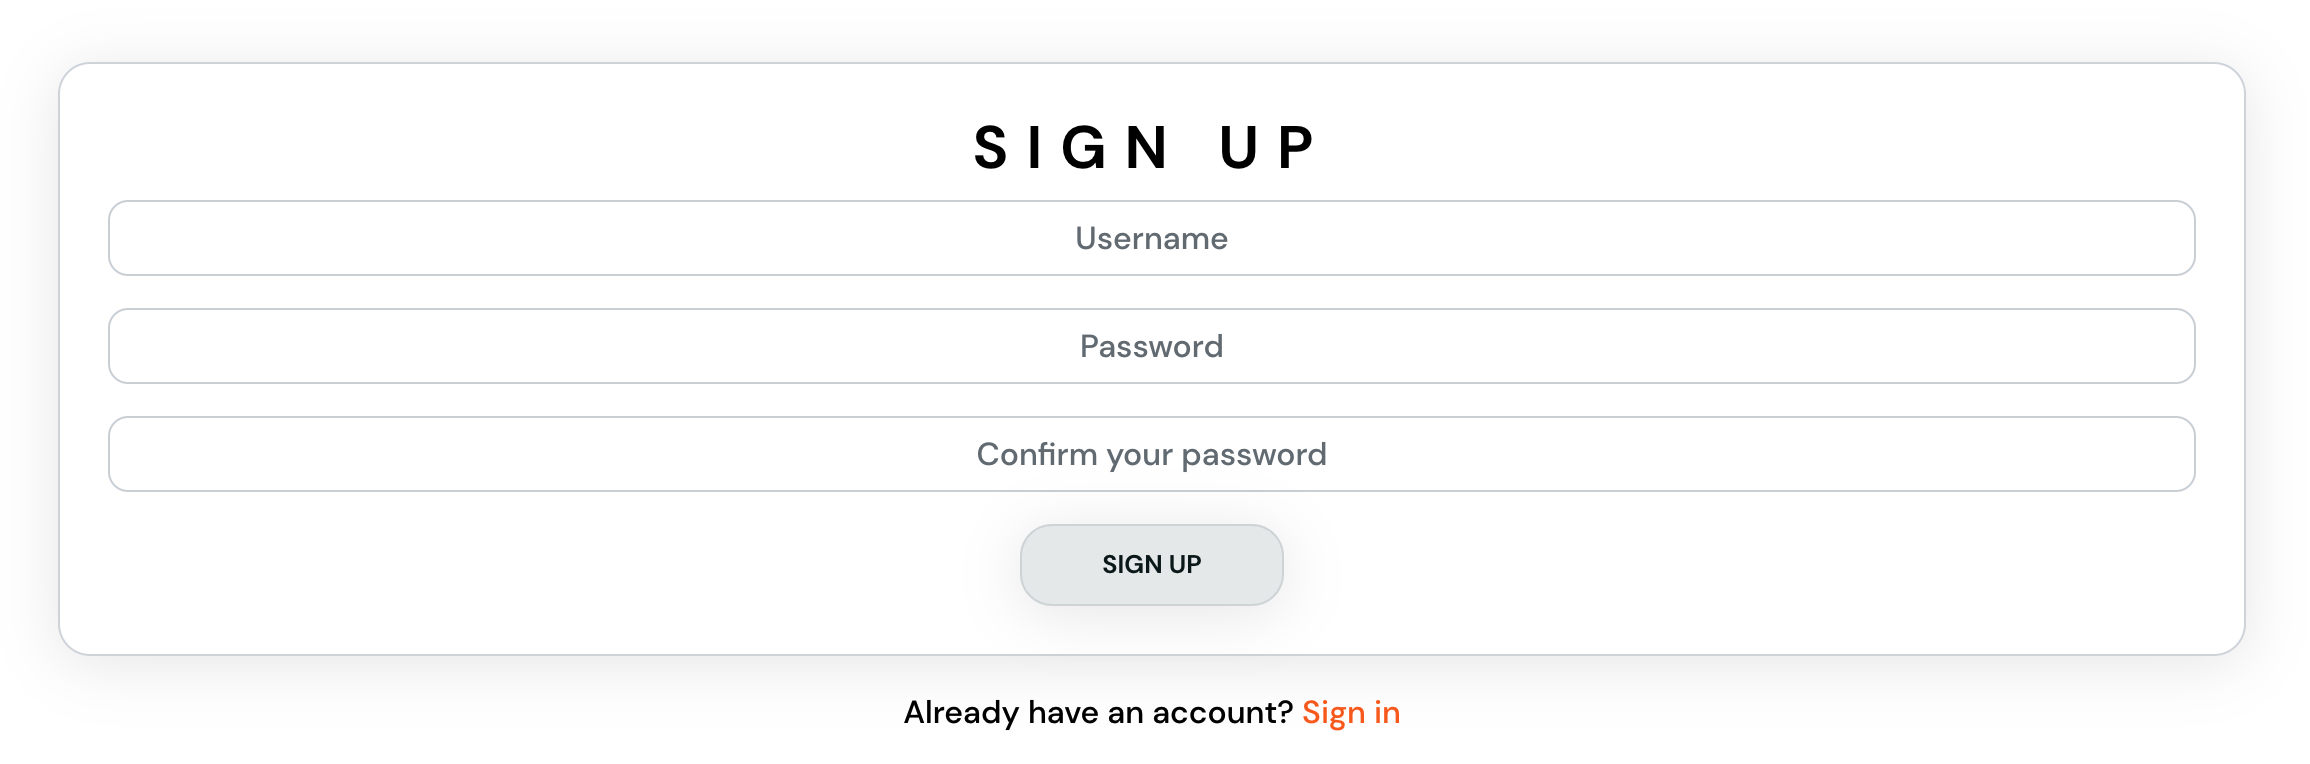 SIGN UP
Username
Password
Confirm your password
SIGN UP
Already have an account? Sign in